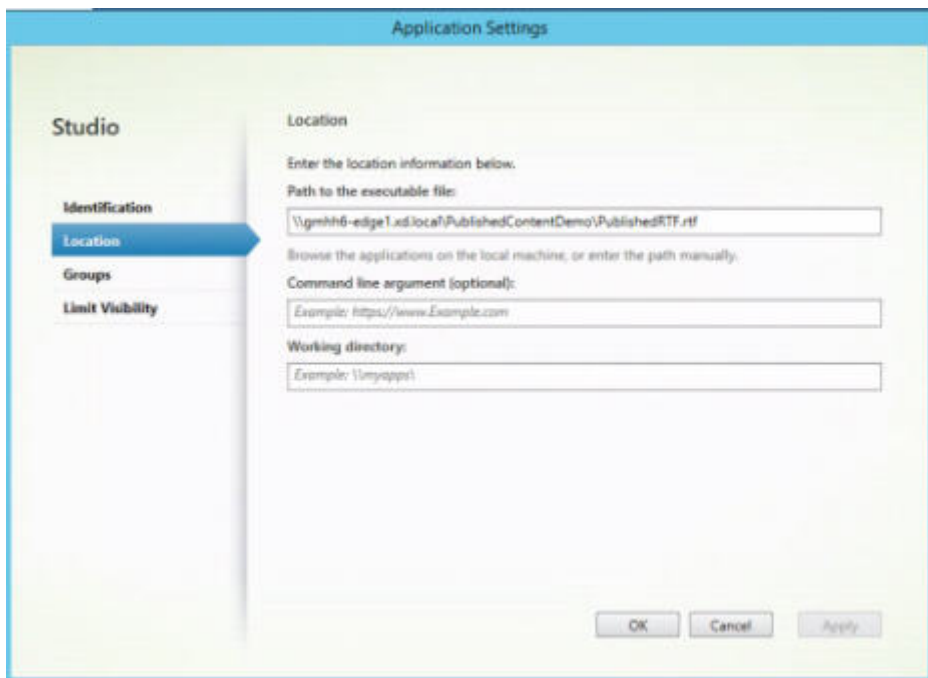 Application Settings
Studio
Identification
Location
Groups
Limit Visibility
Location
Enter the location information below.
Path to the executable file:
\\grnhh6-edge1.xd.local\PublishedContentDemo\PublishedRTF.rtf
Browse the applications on the local machine, or enter the path manually.
Command line argument (optional):
Example: https://www.Example.com
Working directory:
Example: \\myapps\
OK
Cancel
Apply